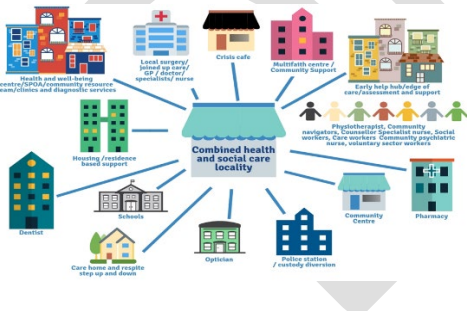 Health and well-being
centre/SPOA/community resource
team/clinics and diagnostic services
Local surgery/
joined up care/
GP / doctor/
specialists/ nurse
Crisis cafe
Multifaith centre /
Community Support
Early help hub/edge of
care/assessment and support
Physiotherapist, Community
navigators, Counsellor Specialist nurse, Social
workers, Care workers Community psychiatric
nurse, voluntary sector workers
Housing /residence
based support
Combined health
and social care
locality
Dentist
Schools
Community
Centre
Pharmacy
Care home and respite
step up and down
Optician
Police station
/ custody diversion